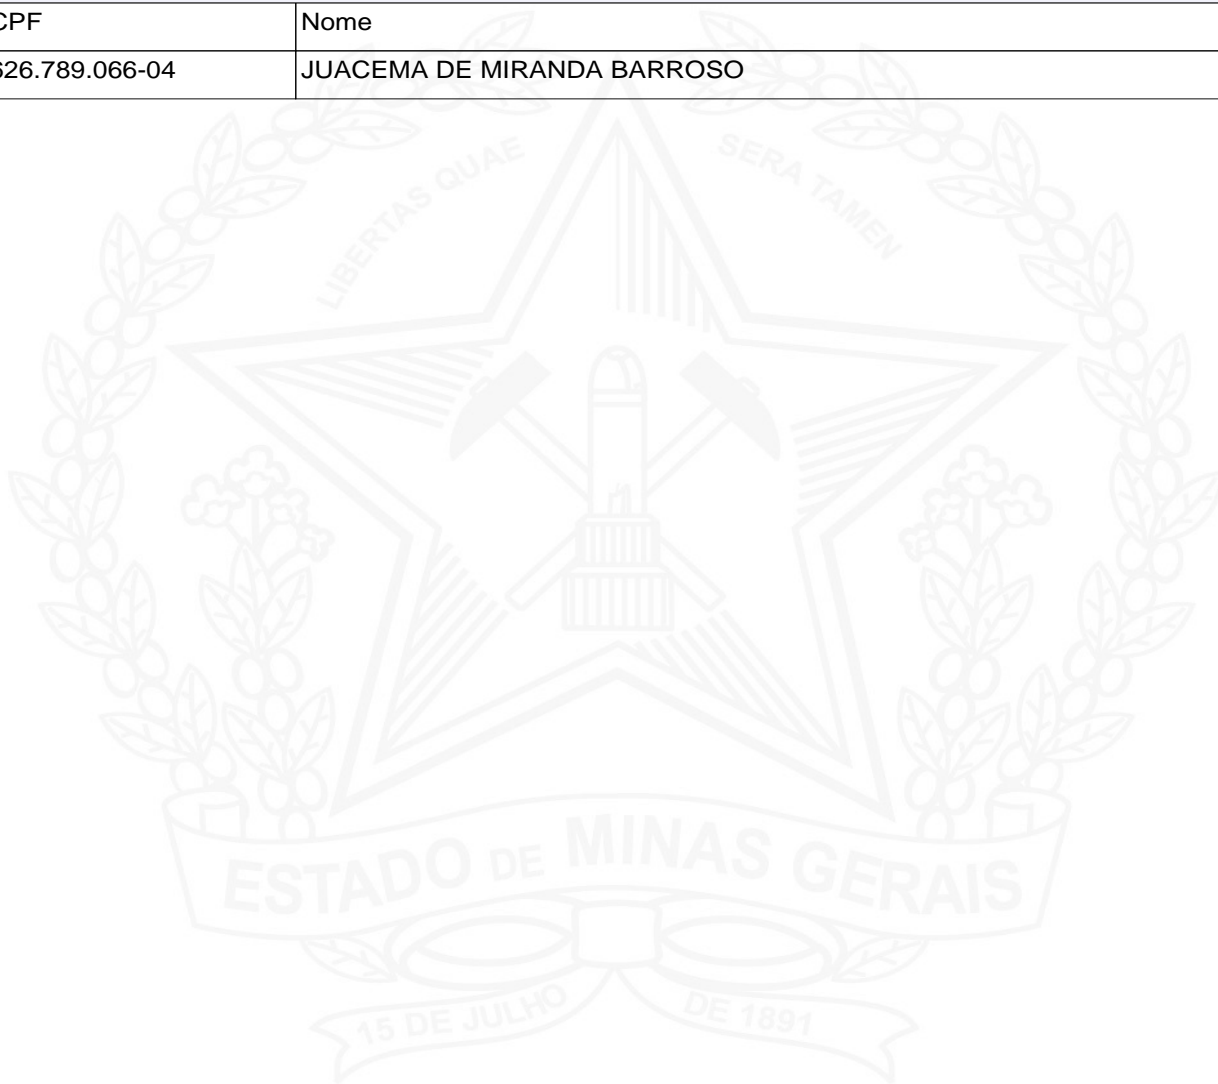 CPF Nome
626.789.066-04 JUACEMA DE MIRANDA BARROSO
LIBERTAS QUAE SERA TAMEN
ESTADO DE MINAS GERAIS
15 DE JULHO DE 1891